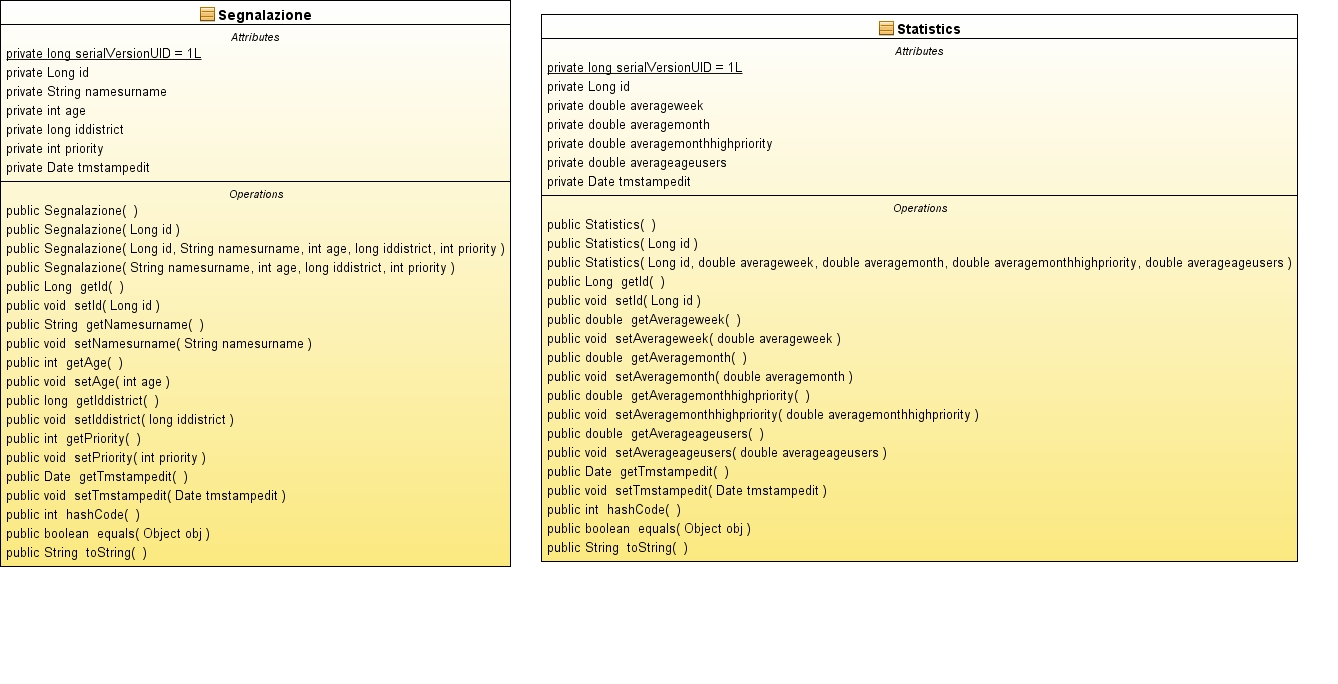 Segnalazione
Attributes
private long serialVersionUID = 1L
private Long id
private String namesurname
private int age
private long iddistrict
private int priority
private Date tmstampedit
Operations
public Segnalazione( )
public Segnalazione( Long id )
public Segnalazione( Long id, String namesurname, int age, long iddistrict, int priority )
public Segnalazione( String namesurname, int age, long iddistrict, int priority )
public Long getId( )
public void setId( Long id )
public String getNamesurname( )
public void setNamesurname( String namesurname )
public int getAge( )
public void setAge( int age )
public long getIddistrict( )
public void setIddistrict( long iddistrict )
public int getPriority( )
public void setPriority( int priority )
public Date getTmstampedit( )
public void setTmstampedit( Date tmstampedit )
public int hashCode( )
public boolean equals( Object obj )
public String toString( )
Statistics
Attributes
private long serialVersionUID = 1L
private Long id
private double averageweek
private double averagemonth
private double averagemonthhighpriority
private double averageageusers
private Date tmstampedit
Operations
public Statistics( )
public Statistics( Long id )
public Statistics( Long id, double averageweek, double averagemonth, double averagemonthhighpriority, double averageageusers )
public Long getId( )
public void setId( Long id )
public double getAverageweek( )
public void setAverageweek( double averageweek )
public double getAveragemonth( )
public void setAveragemonth( double averagemonth )
public double getAveragemonthhighpriority( )
public void setAveragemonthhighpriority( double averagemonthhighpriority )
public double getAverageageusers( )
public void setAverageageusers( double averageageusers )
public Date getTmstampedit( )
public void setTmstampedit( Date tmstampedit )
public int hashCode( )
public boolean equals( Object obj )
public String toString( )